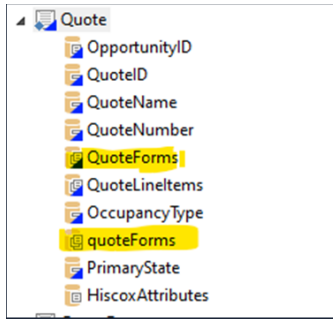 Quote
OpportunityID
QuoteID
QuoteName
QuoteNumber
QuoteForms
QuoteLineItems
OccupancyType
quoteForms
PrimaryState
HiscoxAttributes